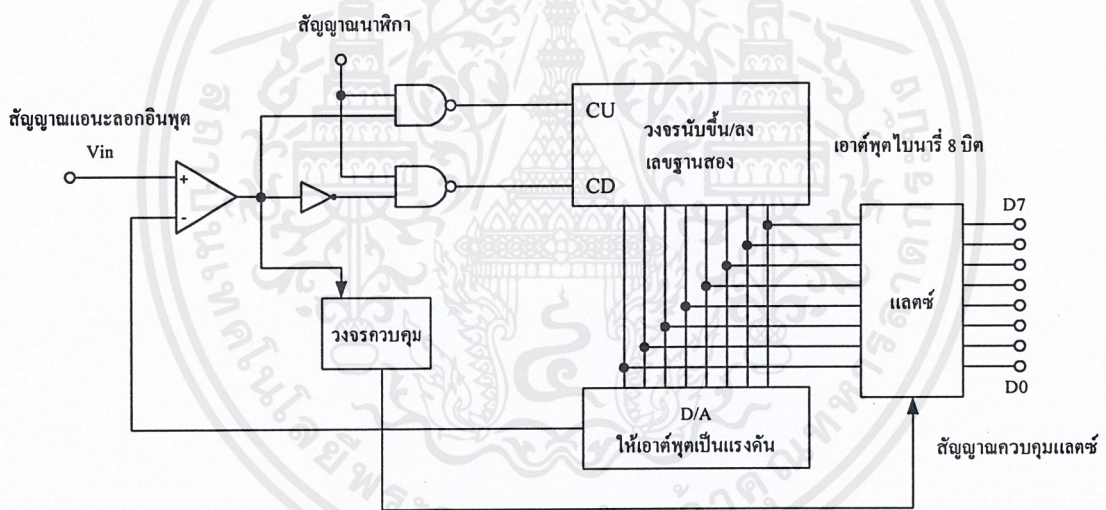 สัญญาณนาฬิกา
สัญญาณแอนะลอกอินพุต
Vin
+
-
CU
CD
วงจรนับขึ้น/ลง
เลขฐานสอง
เอาต์พุตไบนารี่ 8 บิต
D7
แลตซ์
D0
วงจรควบคุม
D/A
ให้เอาต์พุตเป็นแรงดัน
สัญญาณควบคุมแลตซ์